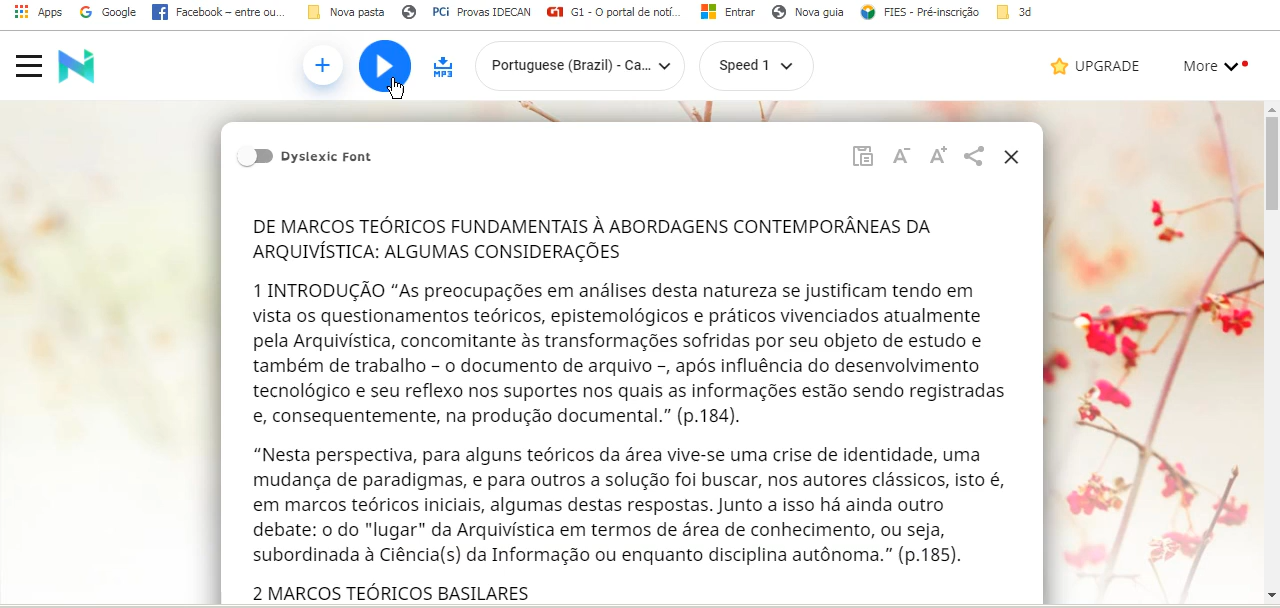 Apps Google Facebook – entre ou... Nova pasta PCi Provas IDECAN G1 G1 - O portal de notí... Entrar Nova guia FIES - Pré-inscrição 3d
MP3 Portuguese (Brazil) - Ca... Speed 1 UPGRADE More
Dyslexic Font A- A+
DE MARCOS TEÓRICOS FUNDAMENTAIS À ABORDAGENS CONTEMPORÂNEAS DA
ARQUIVÍSTICA: ALGUMAS CONSIDERAÇÕES
1 INTRODUÇÃO “As preocupações em análises desta natureza se justificam tendo em
vista os questionamentos teóricos, epistemológicos e práticos vivenciados atualmente
pela Arquivística, concomitante às transformações sofridas por seu objeto de estudo e
também de trabalho – o documento de arquivo –, após influência do desenvolvimento
tecnológico e seu reflexo nos suportes nos quais as informações estão sendo registradas
e, consequentemente, na produção documental.” (p.184).
“Nesta perspectiva, para alguns teóricos da área vive-se uma crise de identidade, uma
mudança de paradigmas, e para outros a solução foi buscar, nos autores clássicos, isto é,
em marcos teóricos iniciais, algumas destas respostas. Junto a isso há ainda outro
debate: o do "lugar" da Arquivística em termos de área de conhecimento, ou seja,
subordinada à Ciência(s) da Informação ou enquanto disciplina autônoma.” (p.185).
2 MARCOS TEÓRICOS BASILARES